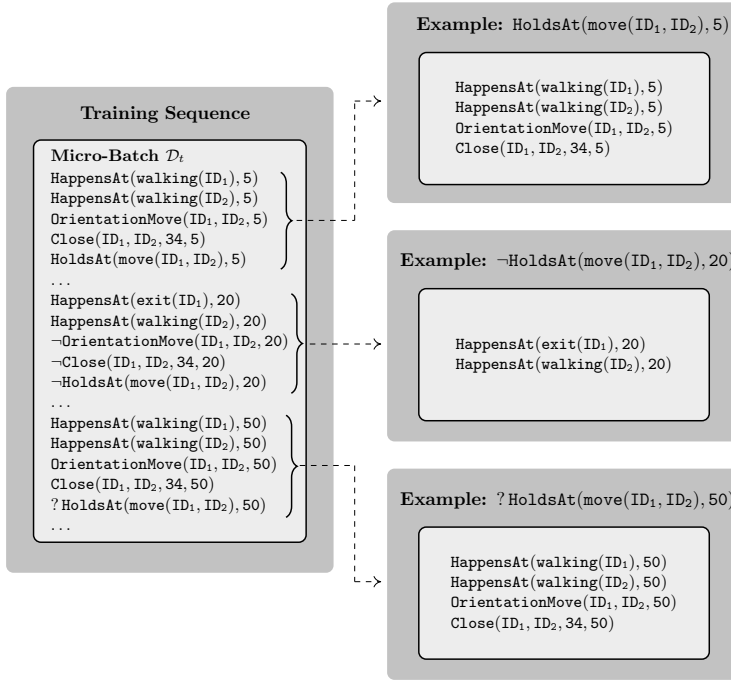 Training Sequence
Micro-Batch 𝒟ₜ
HappensAt(walking(ID₁), 5)
HappensAt(walking(ID₂), 5)
OrientationMove(ID₁, ID₂, 5)
Close(ID₁, ID₂, 34, 5)
HoldsAt(move(ID₁, ID₂), 5)
...
HappensAt(exit(ID₁), 20)
HappensAt(walking(ID₂), 20)
¬OrientationMove(ID₁, ID₂, 20)
¬Close(ID₁, ID₂, 34, 20)
¬HoldsAt(move(ID₁, ID₂), 20)
...
HappensAt(walking(ID₁), 50)
HappensAt(walking(ID₂), 50)
OrientationMove(ID₁, ID₂, 50)
Close(ID₁, ID₂, 34, 50)
?HoldsAt(move(ID₁, ID₂), 50)
...
Example: HoldsAt(move(ID₁, ID₂), 5)
HappensAt(walking(ID₁), 5)
HappensAt(walking(ID₂), 5)
OrientationMove(ID₁, ID₂, 5)
Close(ID₁, ID₂, 34, 5)
Example: ¬HoldsAt(move(ID₁, ID₂), 20)
HappensAt(exit(ID₁), 20)
HappensAt(walking(ID₂), 20)
Example: ?HoldsAt(move(ID₁, ID₂), 50)
HappensAt(walking(ID₁), 50)
HappensAt(walking(ID₂), 50)
OrientationMove(ID₁, ID₂, 50)
Close(ID₁, ID₂, 34, 50)